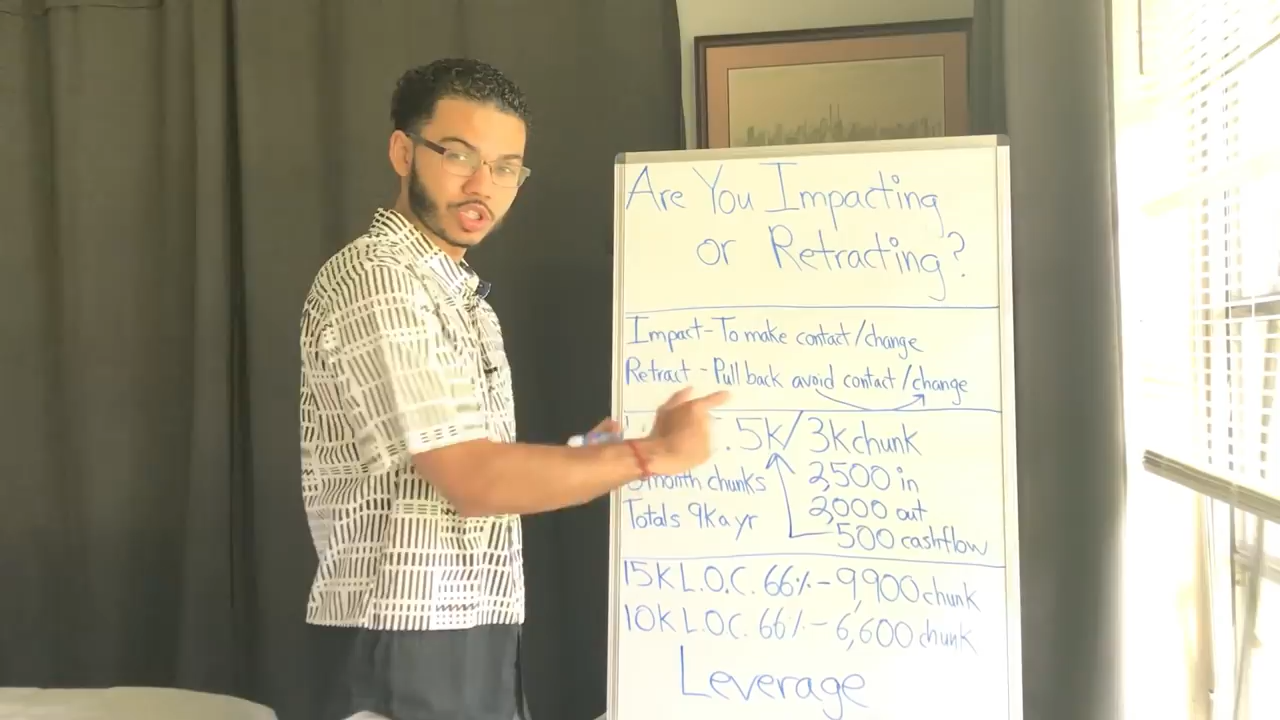 Are You Impacting
or Retracting?
Impact-To make contact/change
Retract-Pull back avoid contact/change
.5K/3K chunk
month chunks
2,500 in
Totals 9K a yr
2,000 out
500 cashflow
15K L.O.C. 66%-9,900 chunk
10K L.O.C. 66%-6,600 chunk
Leverage